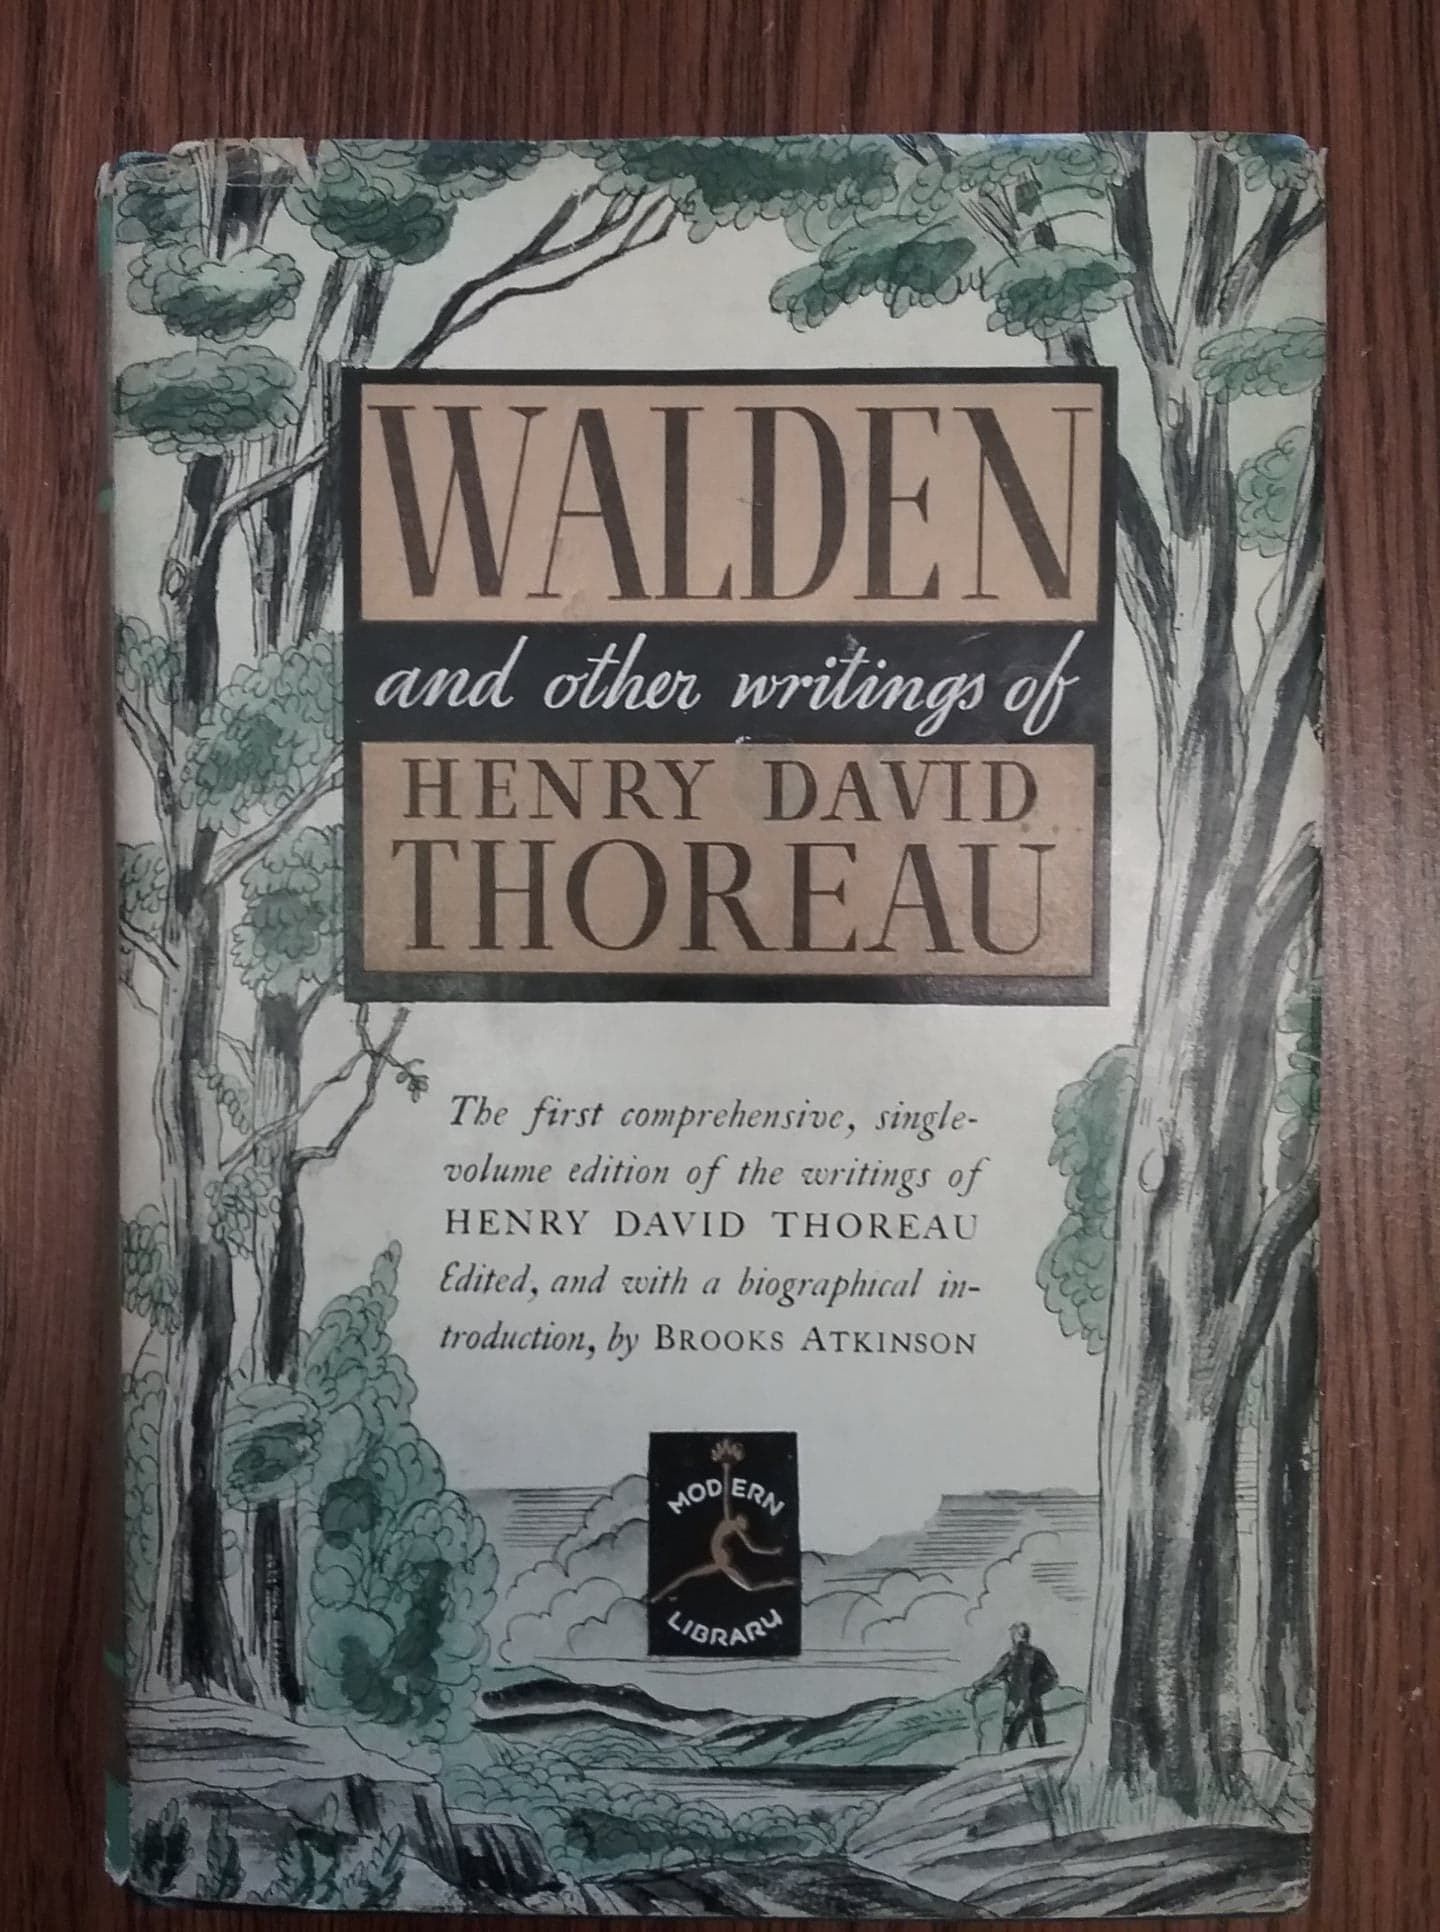 WALDEN
and other writings of
HENRY DAVID
THOREAU
The first comprehensive, single-
volume edition of the writings of
HENRY DAVID THOREAU
Edited, and with a biographical in-
troduction, by BROOKS ATKINSON
MODERN
LIBRARY